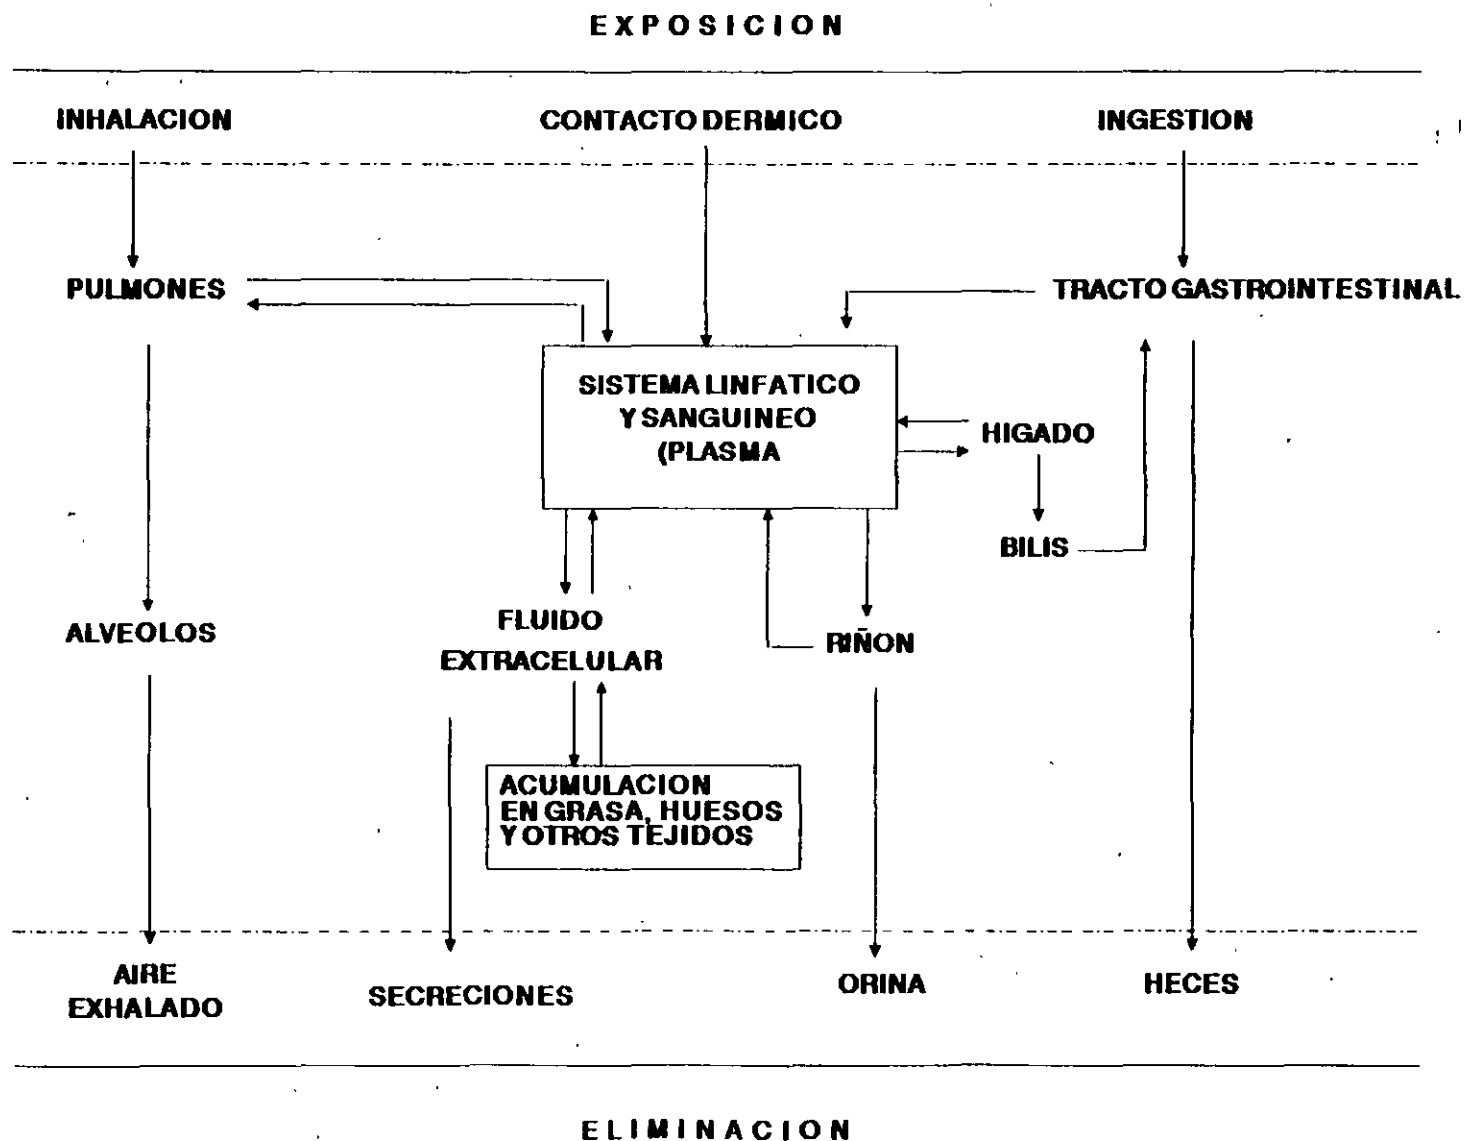 EXPOSICION
INHALACION
CONTACTO DERMICO
INGESTION
PULMONES
TRACTO GASTROINTESTINAL
SISTEMA LINFATICO
Y SANGUINEO
(PLASMA
HIGADO
BILIS
ALVEOLOS
FLUIDO
EXTRACELULAR
RIÑON
ACUMULACION
EN GRASA, HUESOS
Y OTROS TEJIDOS
AIRE
EXHALADO
SECRECIONES
ORINA
HECES
ELIMINACION